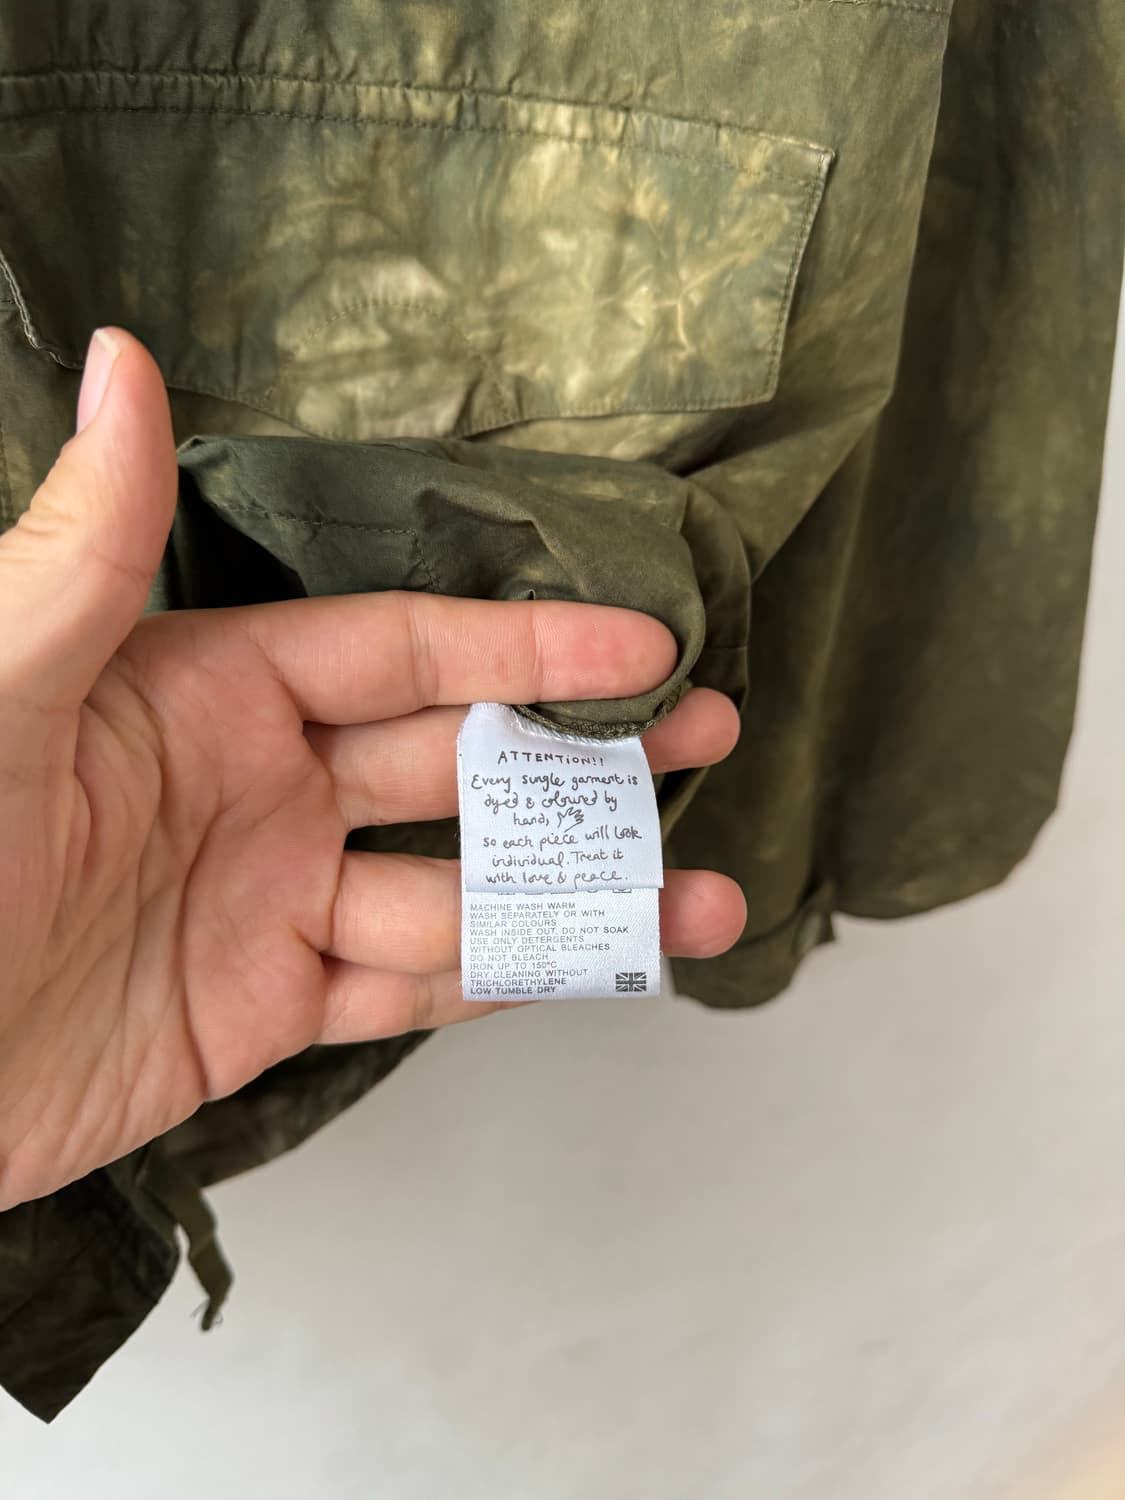 ATTENTION!!
Every single garment is
dyed & coloured by
hand,
so each piece will look
individual. Treat it
with love & peace.
MACHINE WASH WARM
WASH SEPARATELY OR WITH
SIMILAR COLOURS
WASH INSIDE OUT, DO NOT SOAK
USE ONLY DETERGENTS
WITHOUT OPTICAL BLEACHES
DO NOT BLEACH
IRON UP TO 150°C
DRY CLEANING WITHOUT
TRICHLORETHYLENE
LOW TUMBLE DRY